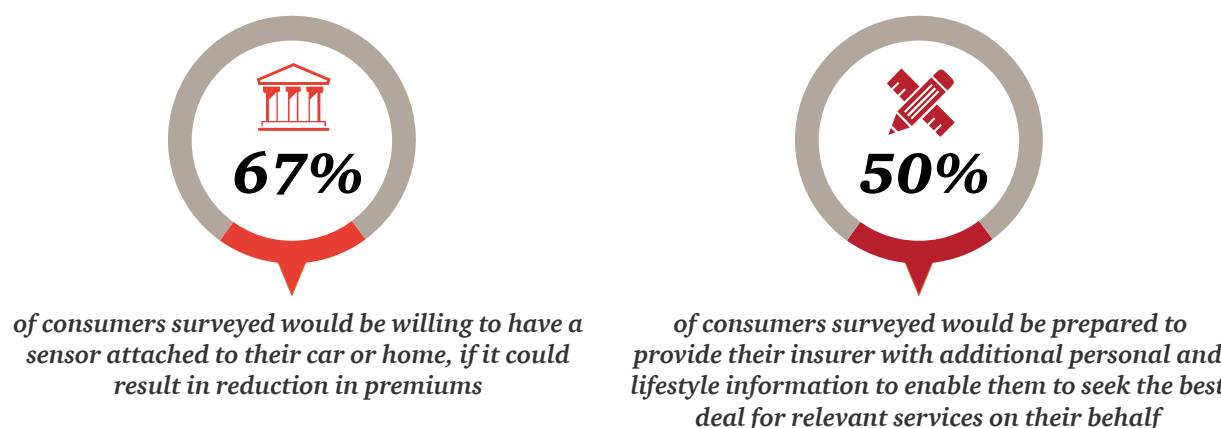 67%
of consumers surveyed would be willing to have a
sensor attached to their car or home, if it could
result in reduction in premiums
50%
of consumers surveyed would be prepared to
provide their insurer with additional personal and
lifestyle information to enable them to seek the best
deal for relevant services on their behalf